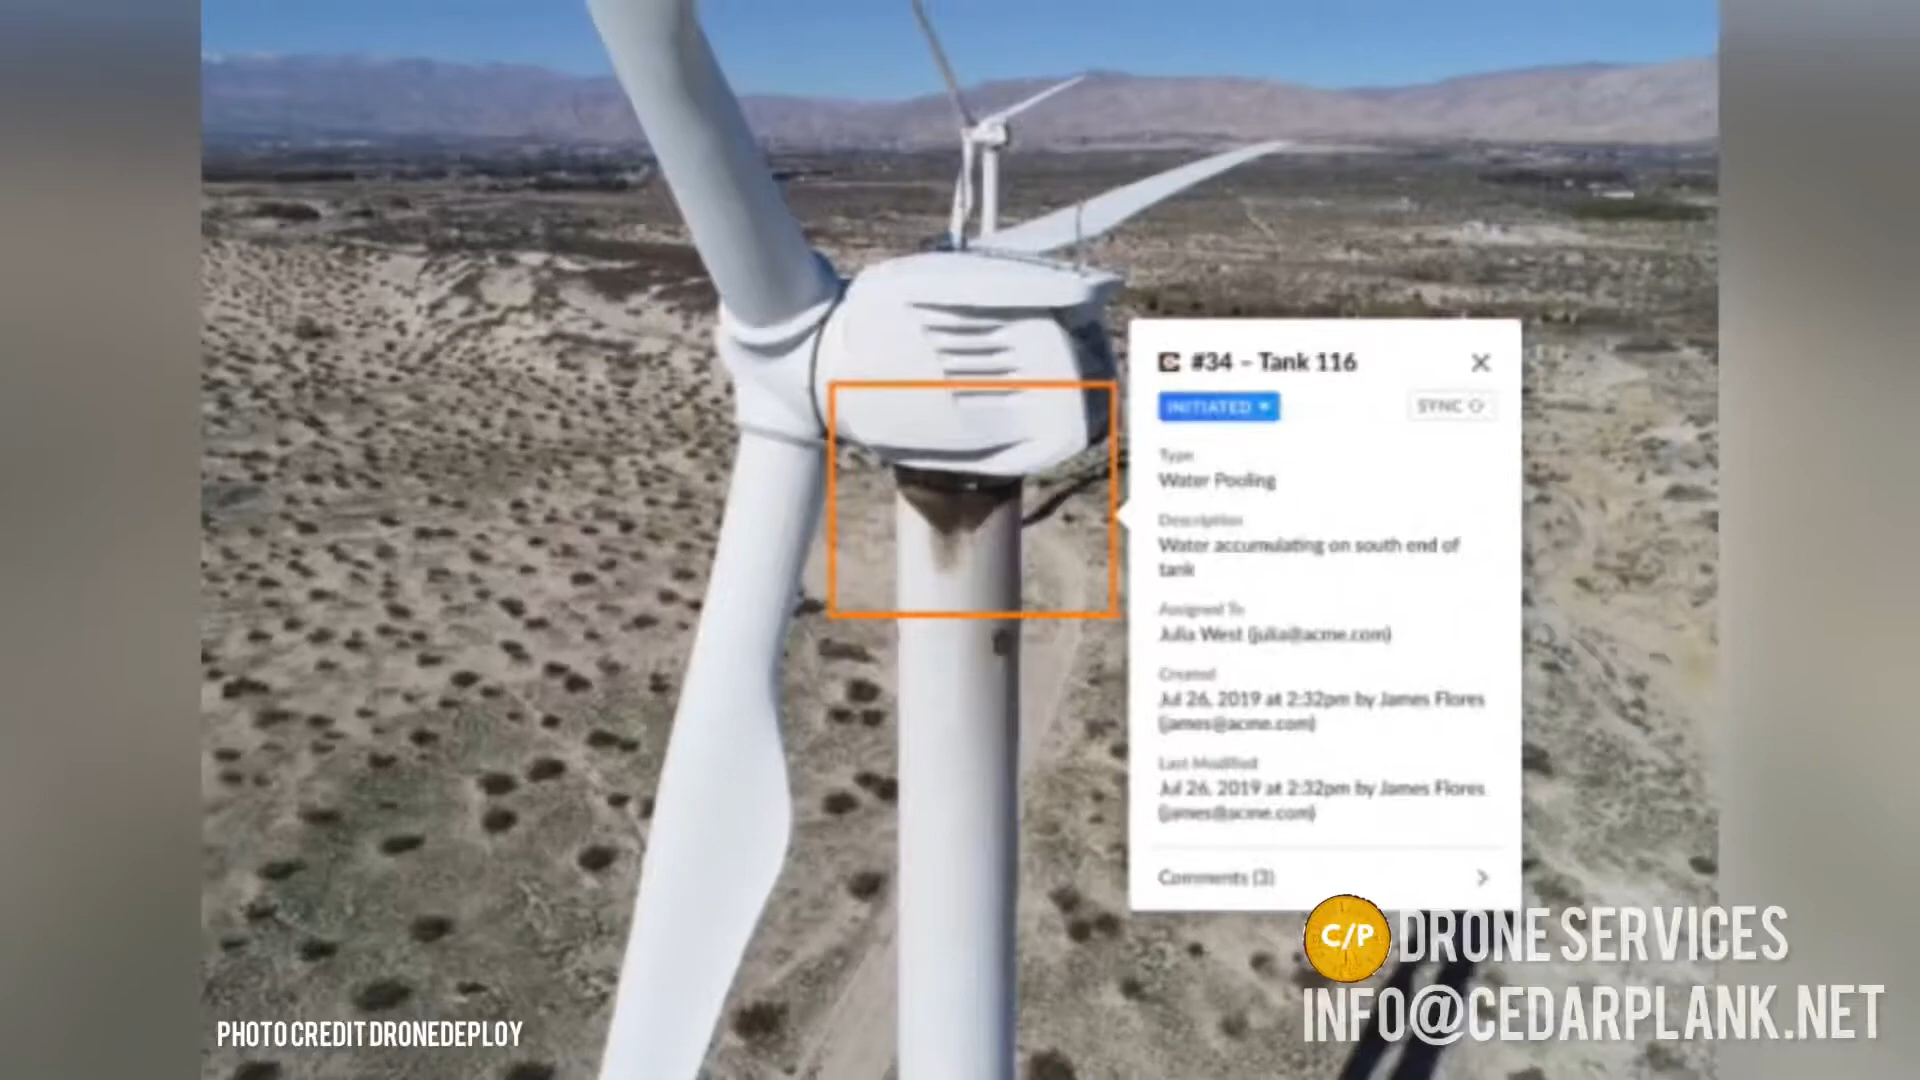 #34 – Tank 116
INITIATED
SYNC
Type
Water Pooling
Description
Water accumulating on south end of
tank
Assigned To
Julia West (julia@acme.com)
Created
Jul 26, 2019 at 2:32pm by James Flores
(james@acme.com)
Last Modified
Jul 26, 2019 at 2:32pm by James Flores
(james@acme.com)
Comments (3)
C/P DRONE SERVICES
INFO@CEDARPLANK.NET
PHOTO CREDIT DRONEDEPLOY